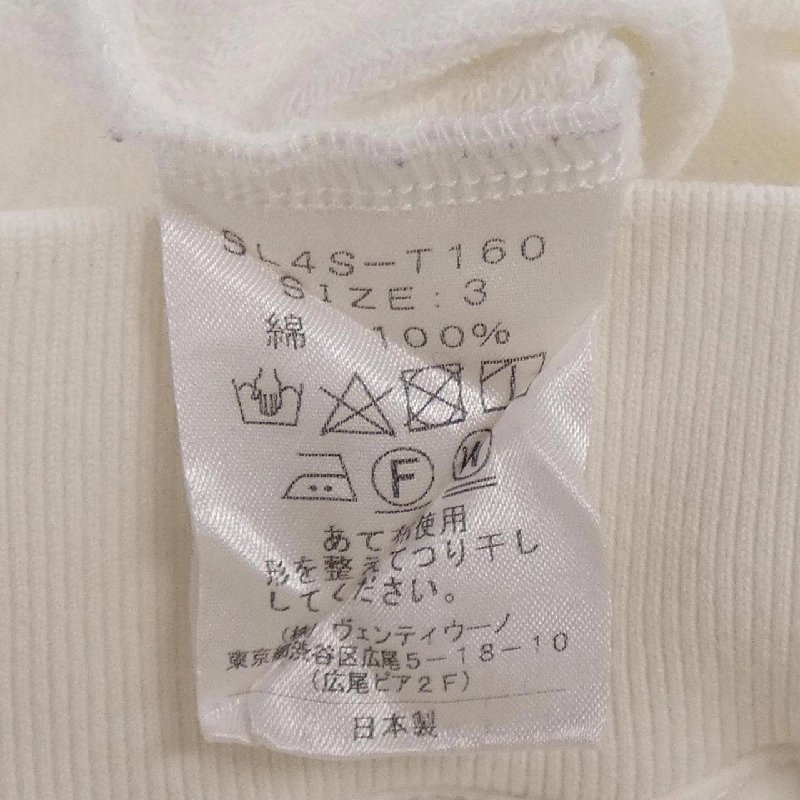 SL4S-T160
SIZE:3
綿 100%
F
W
あて布使用
形を整えてつり干し
してください。
(株)ヴェンティウーノ
東京都渋谷区広尾5-18-10
(広尾ピア2F)
日本製